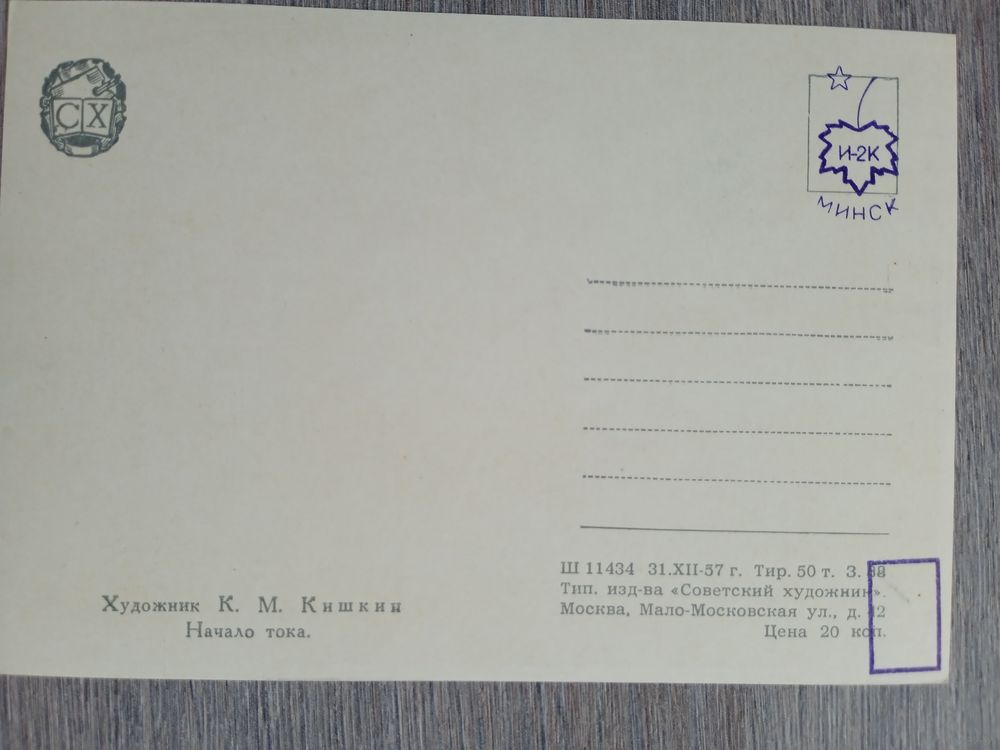 СХ
И-2К
МИНСК
Ш 11434 31.XII-57 г. Тир. 50 т. З.
Тип. изд-ва «Советский художник».
Москва, Мало-Московская ул., д.
Цена 20 коп.
Художник К. М. Кишкин
Начало тока.